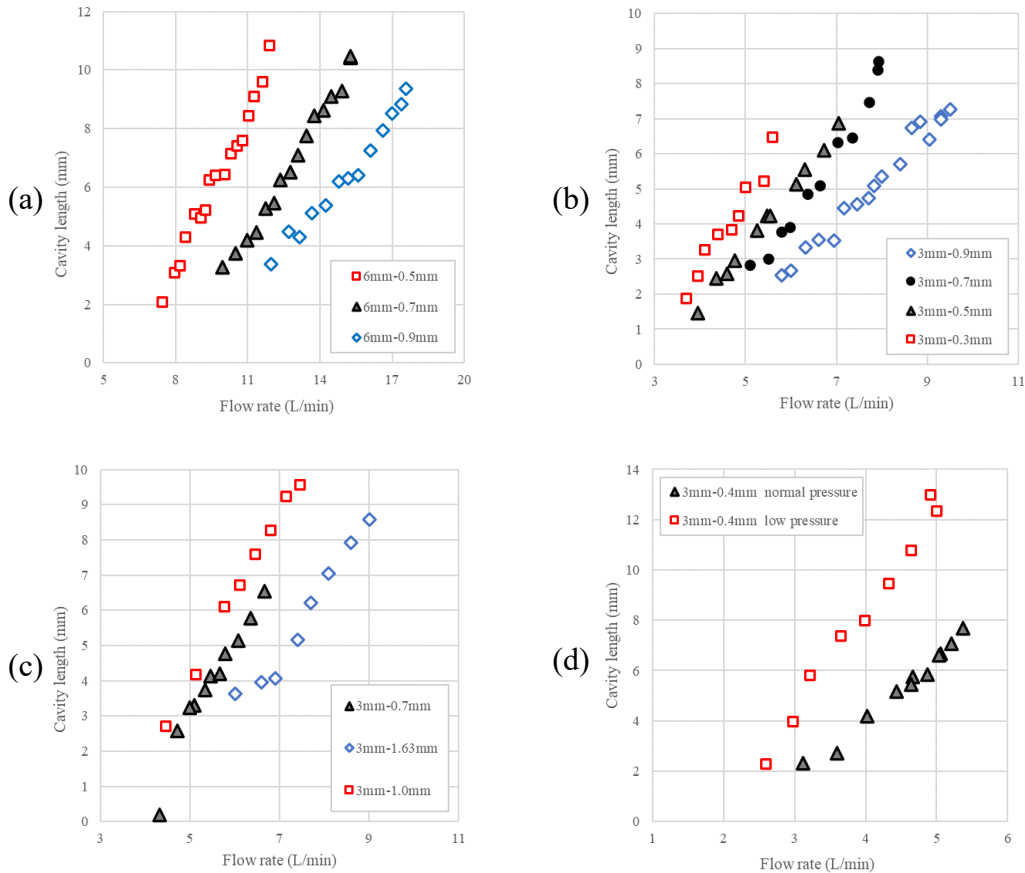 (a)
12
10
8
6
4
2
0
Cavity length (mm)
5 8 11 14 17 20
Flow rate (L/min)
6mm-0.5mm
6mm-0.7mm
6mm-0.9mm
(b)
10
9
8
7
6
5
4
3
2
1
0
Cavity length (mm)
3 5 7 9 11
Flow rate (L/min)
3mm-0.9mm
3mm-0.7mm
3mm-0.5mm
3mm-0.3mm
(c)
10
9
8
7
6
5
4
3
2
1
0
Cavity length (mm)
3 5 7 9 11
Flow rate (L/min)
3mm-0.7mm
3mm-1.63mm
3mm-1.0mm
(d)
14
12
10
8
6
4
2
0
Cavity length (mm)
1 2 3 4 5 6
Flow rate (L/min)
3mm-0.4mm normal pressure
3mm-0.4mm low pressure